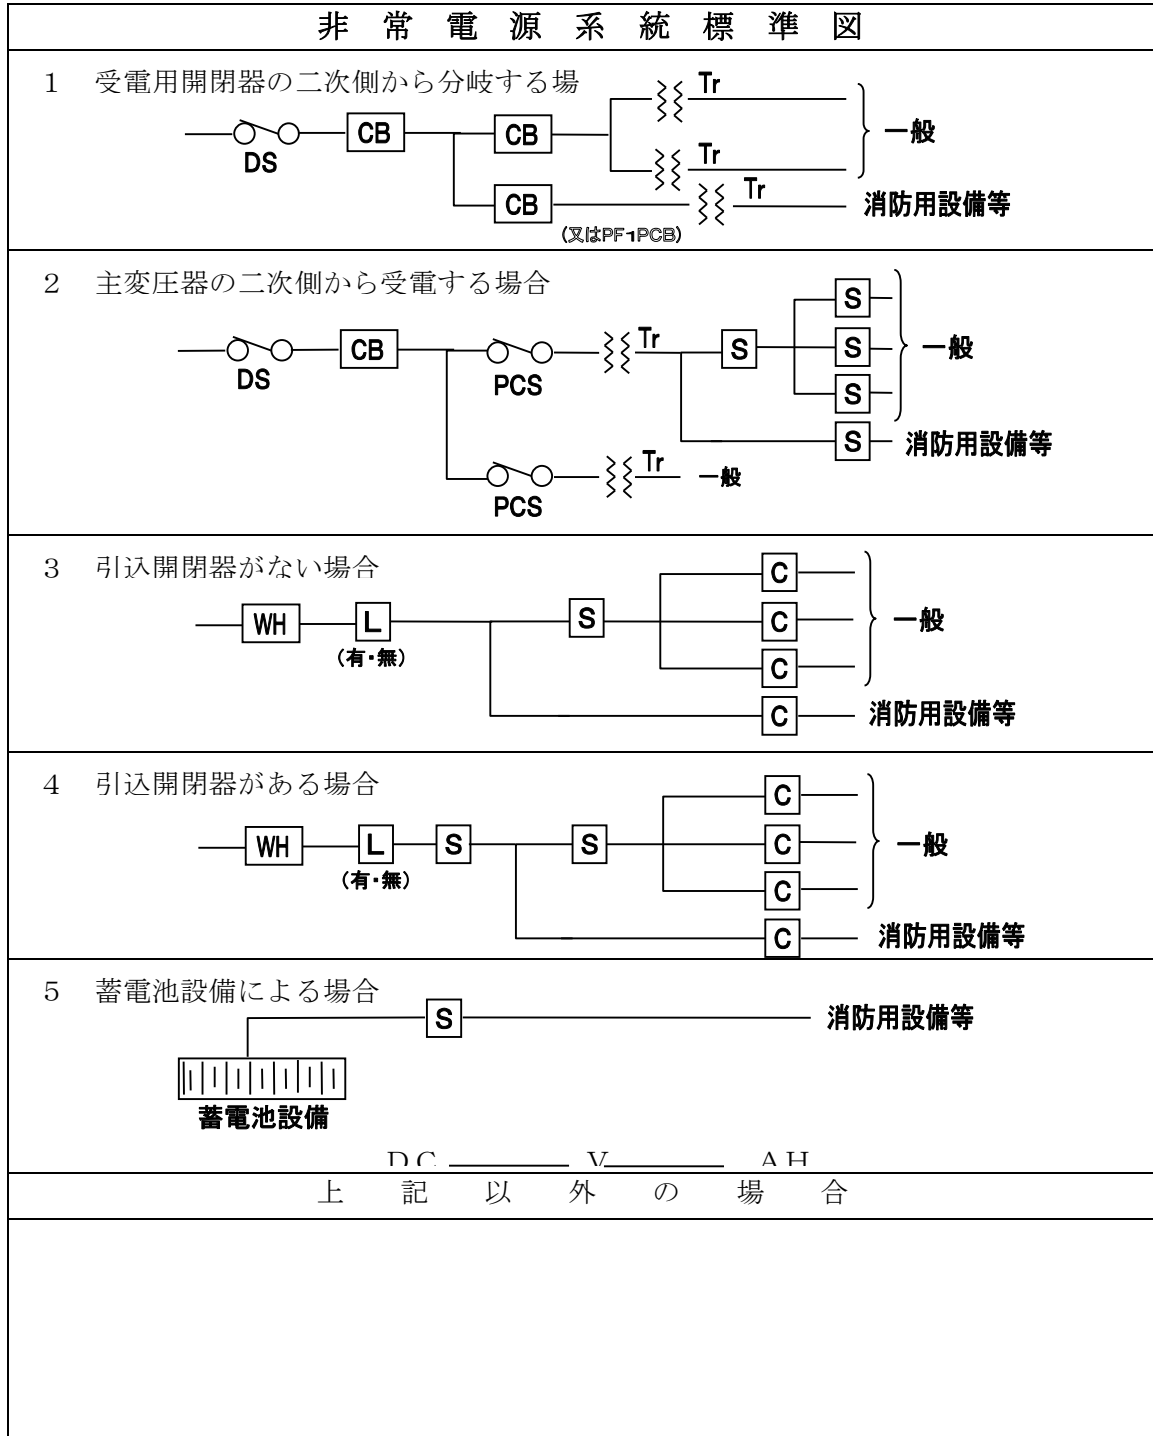 非常電源系統標準図
1 受電用開閉器の二次側から分岐する場
DS
CB
CB
Tr
Tr
一般
CB
Tr
消防用設備等
(又はPF1PCB)
2 主変圧器の二次側から受電する場合
DS
CB
PCS
Tr
S
S
S
S
一般
S
消防用設備等
PCS
Tr
一般
3 引込開閉器がない場合
WH
L
(有・無)
S
C
C
C
一般
C
消防用設備等
4 引込開閉器がある場合
WH
L
(有・無)
S
S
C
C
C
一般
C
消防用設備等
5 蓄電池設備による場合
S
消防用設備等
蓄電池設備
DC V AH
上記以外の場合